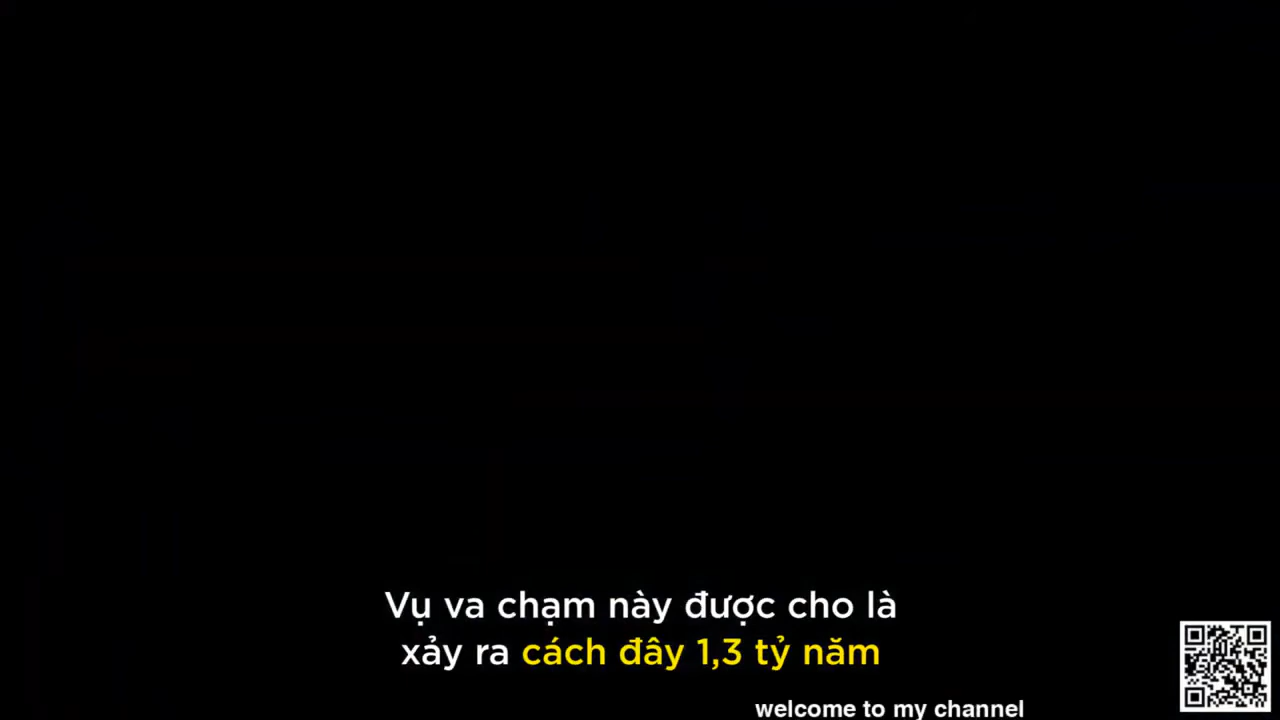 Vụ va chạm này được cho là
xảy ra cách đây 1,3 tỷ năm
welcome to my channel